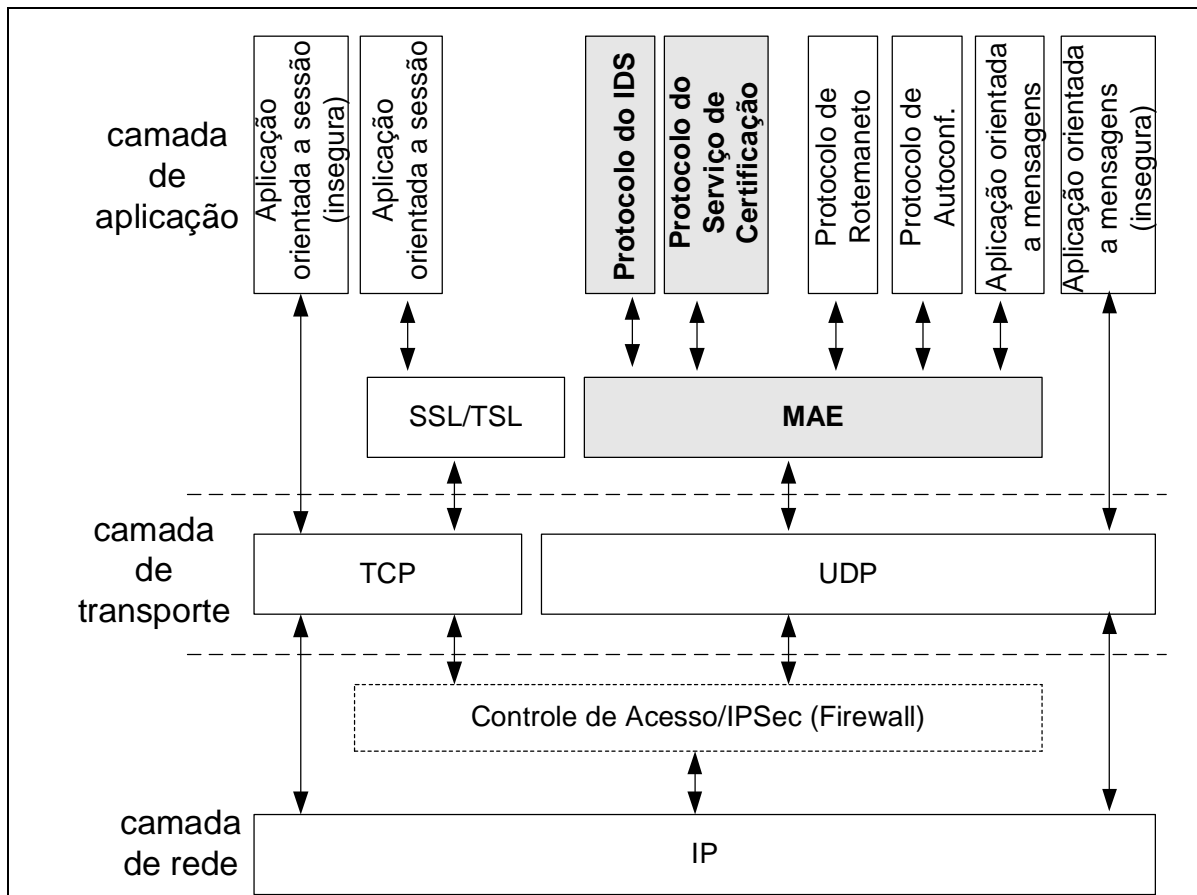 camada
de
aplicação
Aplicação
orientada a sessão
(insegura)
Aplicação
orientada a sessão
Protocolo do IDS
Protocolo do
Serviço de
Certificação
Protocolo de
Rotemaneto
Protocolo de
Autoconf.
Aplicação orientada
a mensagens
Aplicação orientada
a mensagens
(insegura)
SSL/TSL
MAE
camada
de
transporte
TCP
UDP
Controle de Acesso/IPSec (Firewall)
camada
de rede
IP